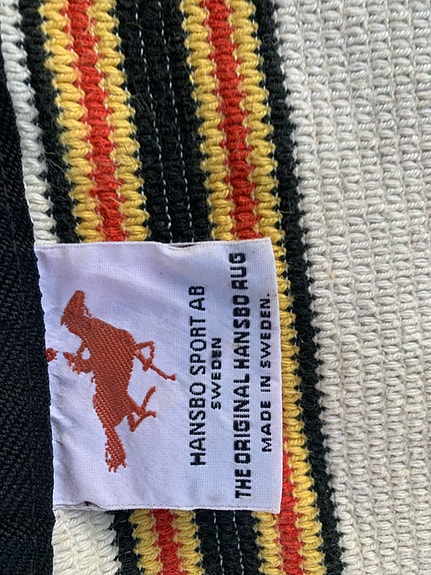 HANSBO SPORT AB
SWEDEN
THE ORIGINAL HANSBO RUG
MADE IN SWEDEN.